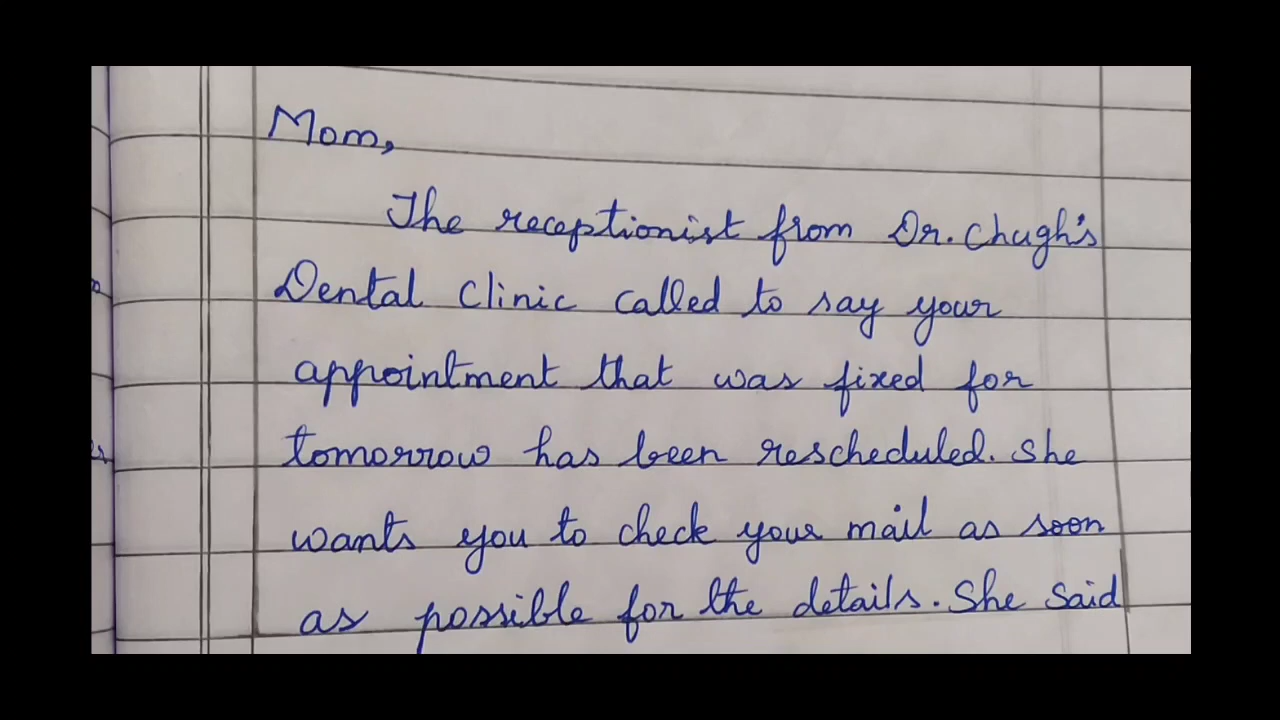 Mom,
The receptionist from Dr. Chugh's
Dental Clinic called to say your
appointment that was fixed for
tomorrow has been rescheduled. She
wants you to check your mail as soon
as possible for the details. She said